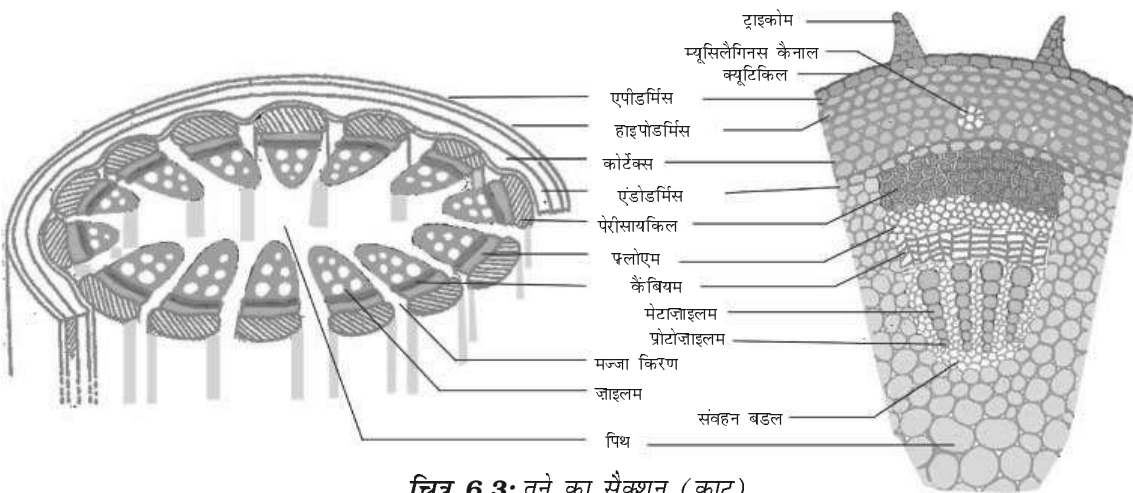 ट्राइकोम
म्यूसिलैगिनस कैनाल
क्यूटिकिल
एपीडर्मिस
हाइपोडर्मिस
कोर्टेक्स
एंडोडर्मिस
पेरीसायकिल
फ्लोएम
कैंबियम
मेटाज़ाइलम
प्रोटोज़ाइलम
मज्जा किरण
ज़ाइलम
संवहन बडल
पिथ
चित्र 6.3: तने का सैक्शन (काट)